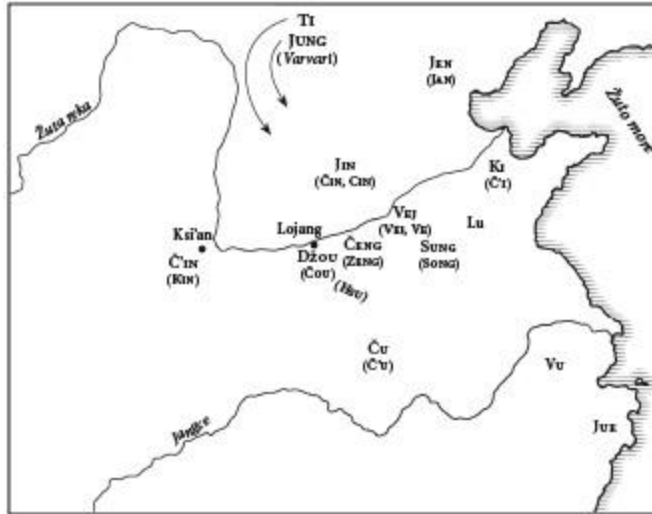 TI
JUNG
(Varvari)
JEN
(JAN)
Žuta reka
Žuto more
JIN
(ČIN, CIN)
KI
(Č'I)
VEJ
(VEI, VE)
Lu
Ksi'an
Lojang
ČENG
(ZENG)
SUNG
(SONG)
Č'IN
(KIN)
DŽOU
(ČOU)
(HSU)
ČU
(Č'U)
VU
Jangce
JUE